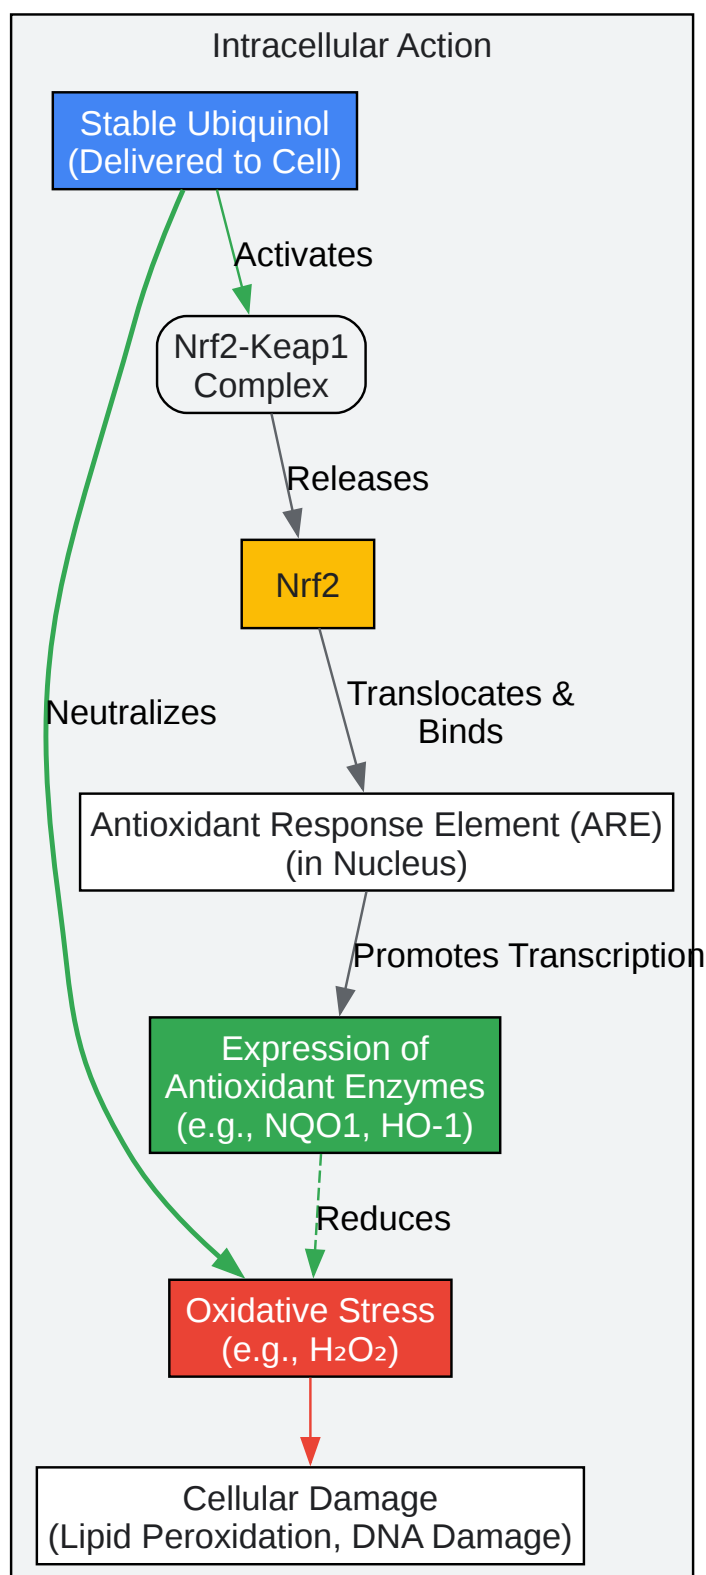 Intracellular Action
Stable Ubiquinol
(Delivered to Cell)
Activates
Nrf2-Keap1
Complex
Releases
Nrf2
Translocates &
Binds
Neutralizes
Antioxidant Response Element (ARE)
(in Nucleus)
Promotes Transcription
Expression of
Antioxidant Enzymes
(e.g., NQO1, HO-1)
Reduces
Oxidative Stress
(e.g., H₂O₂)
Cellular Damage
(Lipid Peroxidation, DNA Damage)